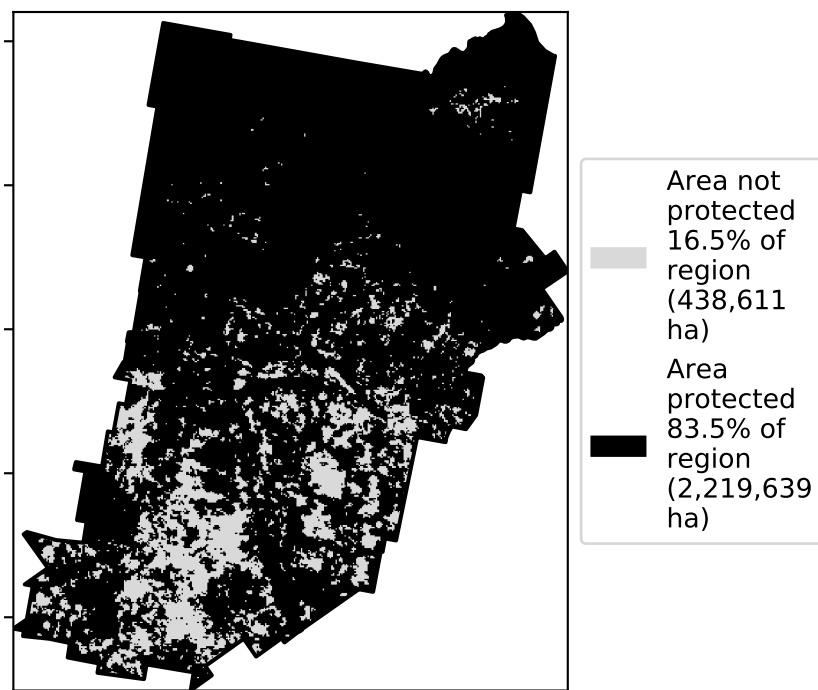 Area not
protected
16.5% of
region
(438,611
ha)
Area
protected
83.5% of
region
(2,219,639
ha)